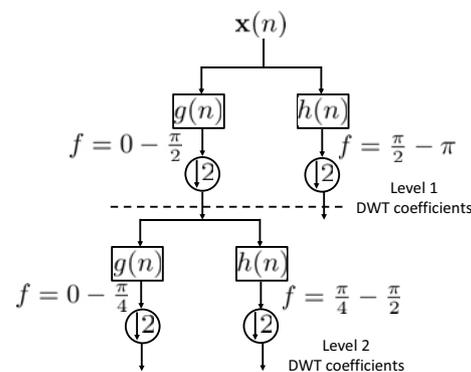 x(n)
g(n)
h(n)
f = 0 − π/2
f = π/2 − π
↓2
↓2
Level 1
DWT coefficients
g(n)
h(n)
f = 0 − π/4
f = π/4 − π/2
↓2
↓2
Level 2
DWT coefficients